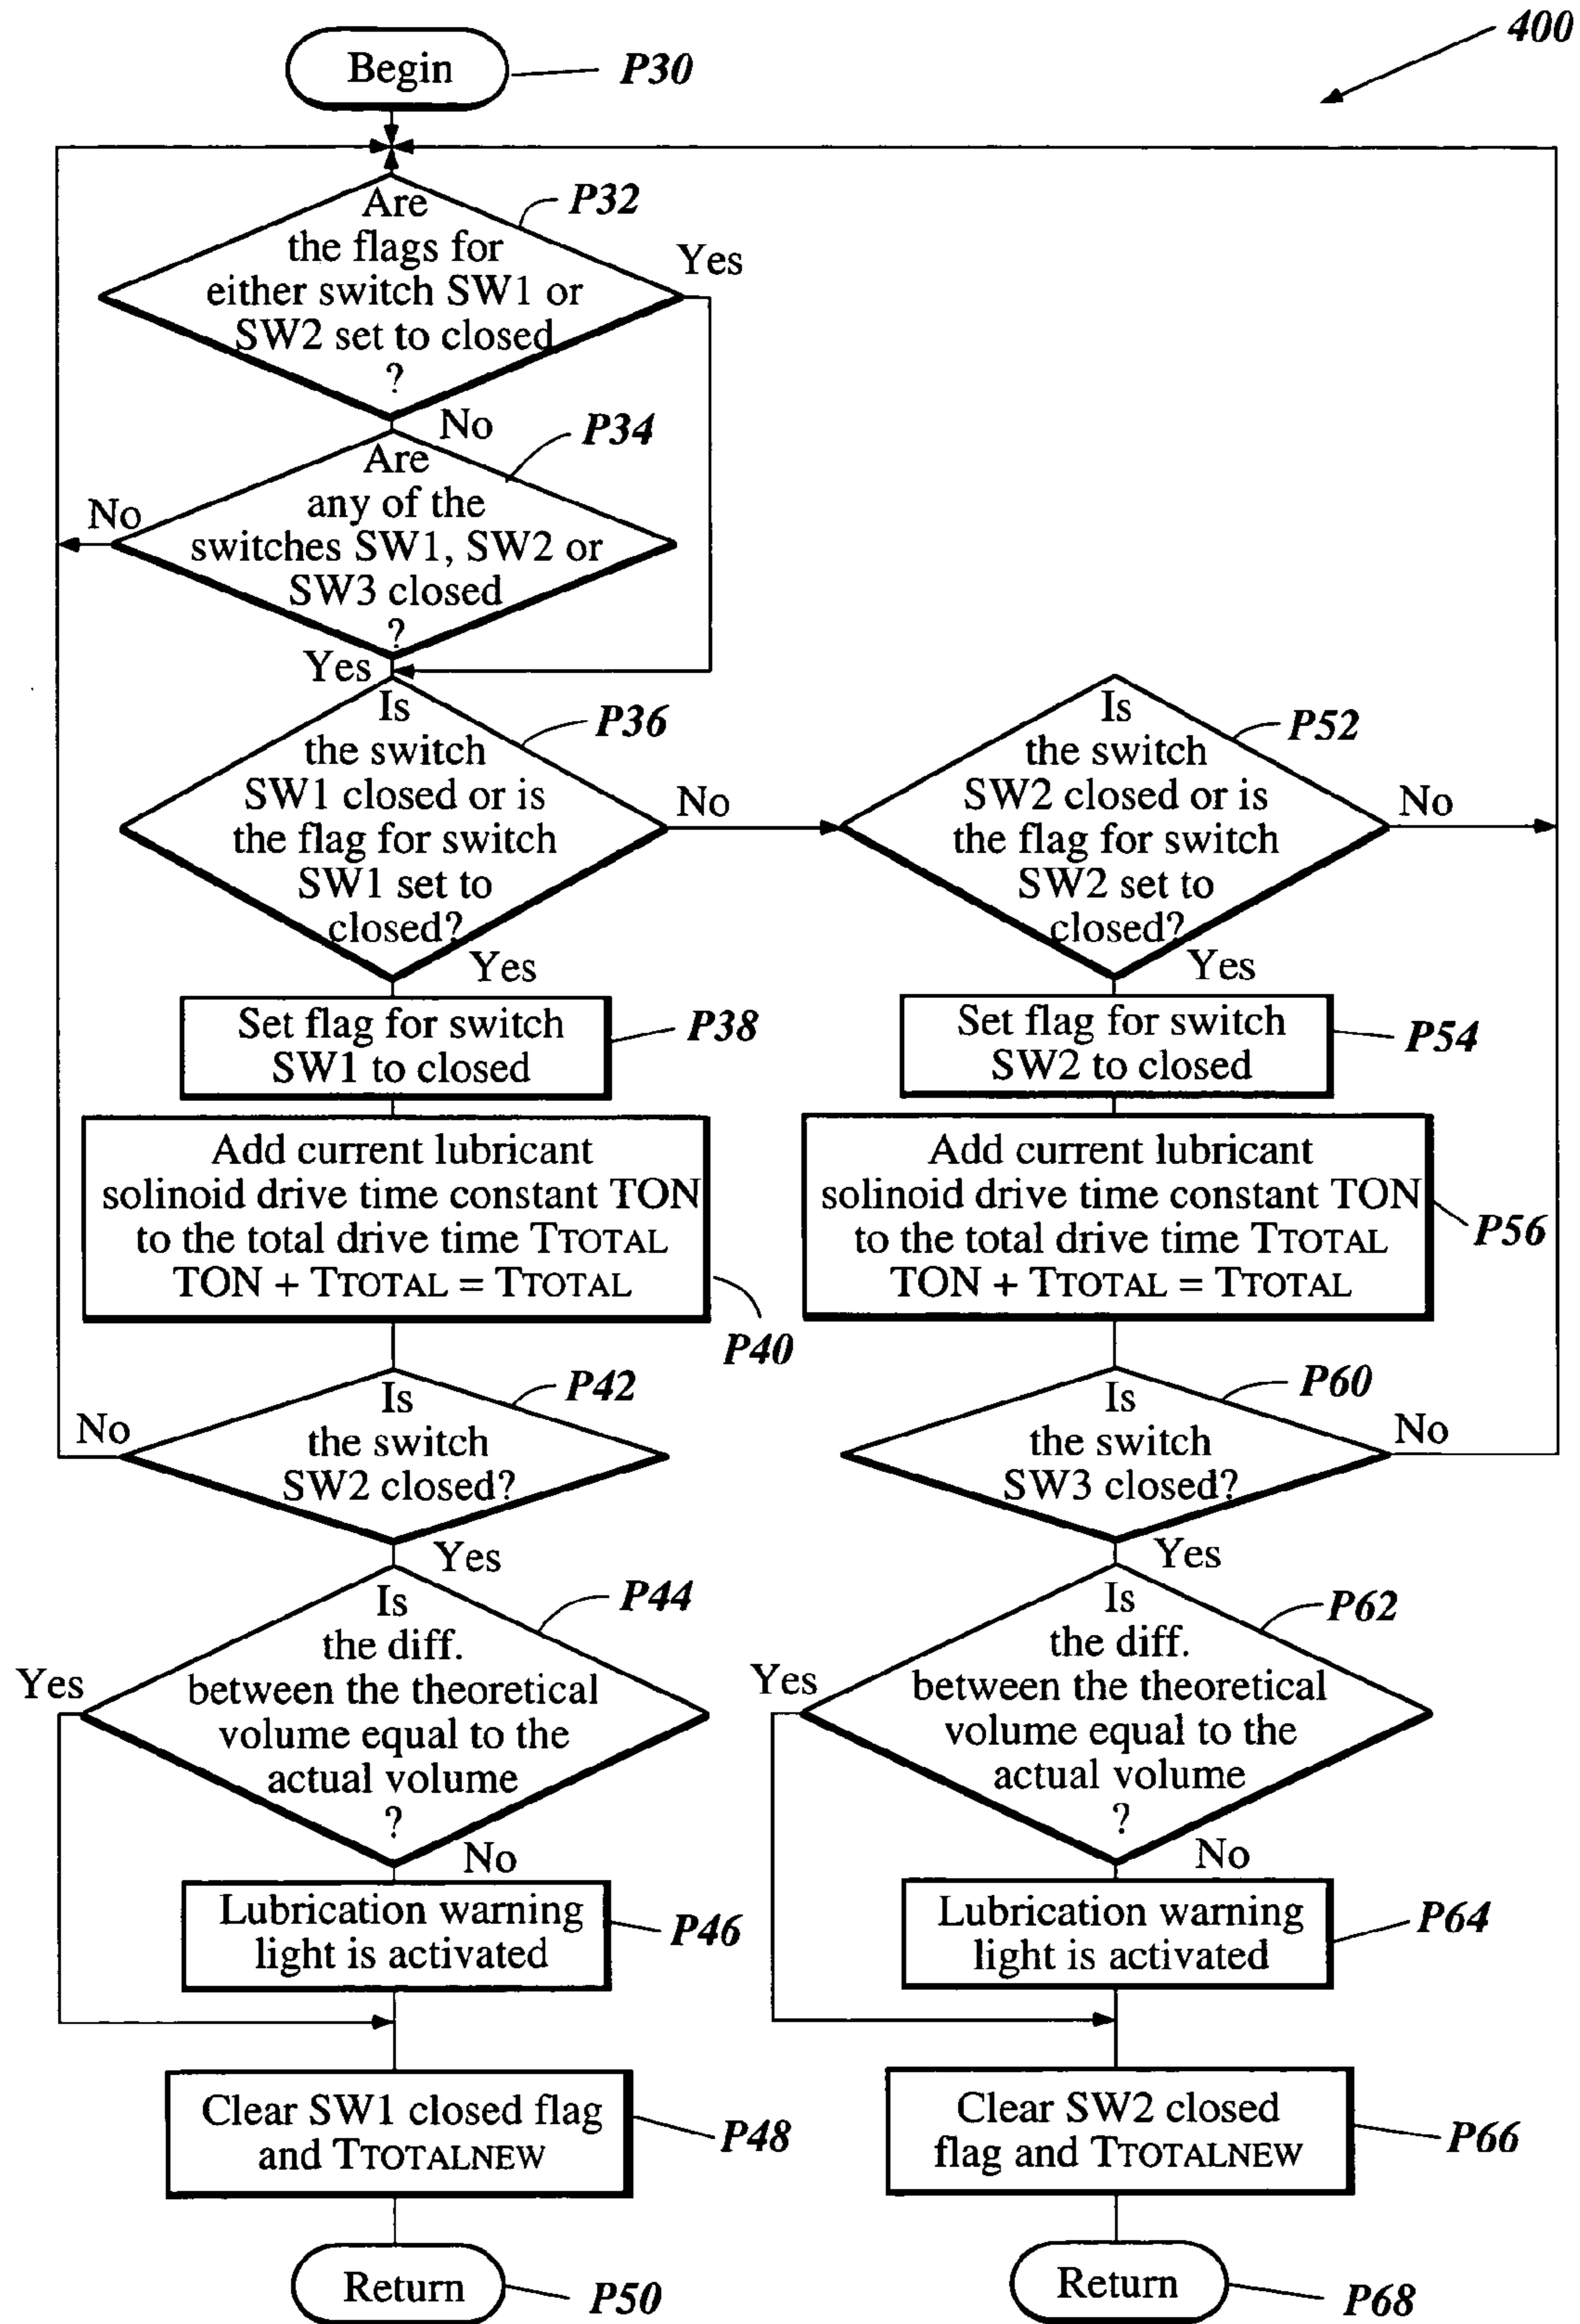 400
Begin
P30
Are
the flags for
either switch SW1 or
SW2 set to closed
?
P32
Yes
No
Are
any of the
switches SW1, SW2 or
SW3 closed
?
P34
No
Yes
Is
the switch
SW1 closed or is
the flag for switch
SW1 set to
closed?
P36
No
Yes
Set flag for switch
SW1 to closed
P38
Add current lubricant
solinoid drive time constant TON
to the total drive time TTOTAL
TON + TTOTAL = TTOTAL
P40
Is
the switch
SW2 closed?
P42
No
Yes
Is
the diff.
between the theoretical
volume equal to the
actual volume
?
P44
Yes
No
Lubrication warning
light is activated
P46
Clear SW1 closed flag
and TTOTALNEW
P48
Return
P50
Is
the switch
SW2 closed or is
the flag for switch
SW2 set to
closed?
P52
No
Yes
Set flag for switch
SW2 to closed
P54
Add current lubricant
solinoid drive time constant TON
to the total drive time TTOTAL
TON + TTOTAL = TTOTAL
P56
Is
the switch
SW3 closed?
P60
No
Yes
Is
the diff.
between the theoretical
volume equal to the
actual volume
?
P62
Yes
No
Lubrication warning
light is activated
P64
Clear SW2 closed
flag and TTOTALNEW
P66
Return
P68